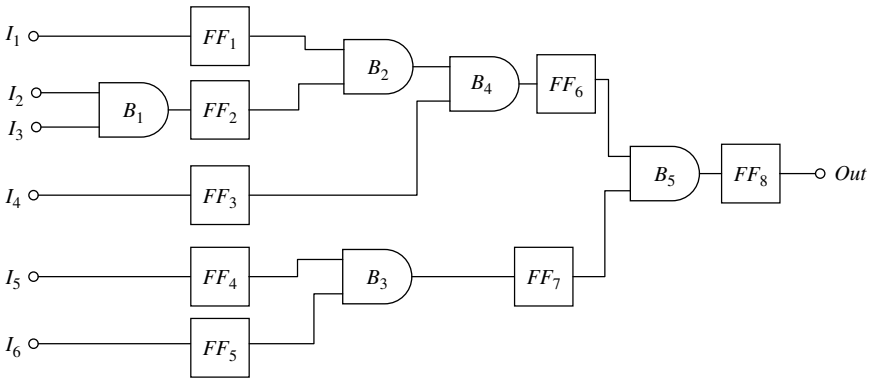 I₁
FF₁
B₂
B₄
FF₆
I₂
I₃
B₁
FF₂
B₅
FF₈
Out
I₄
FF₃
I₅
FF₄
B₃
FF₇
I₆
FF₅